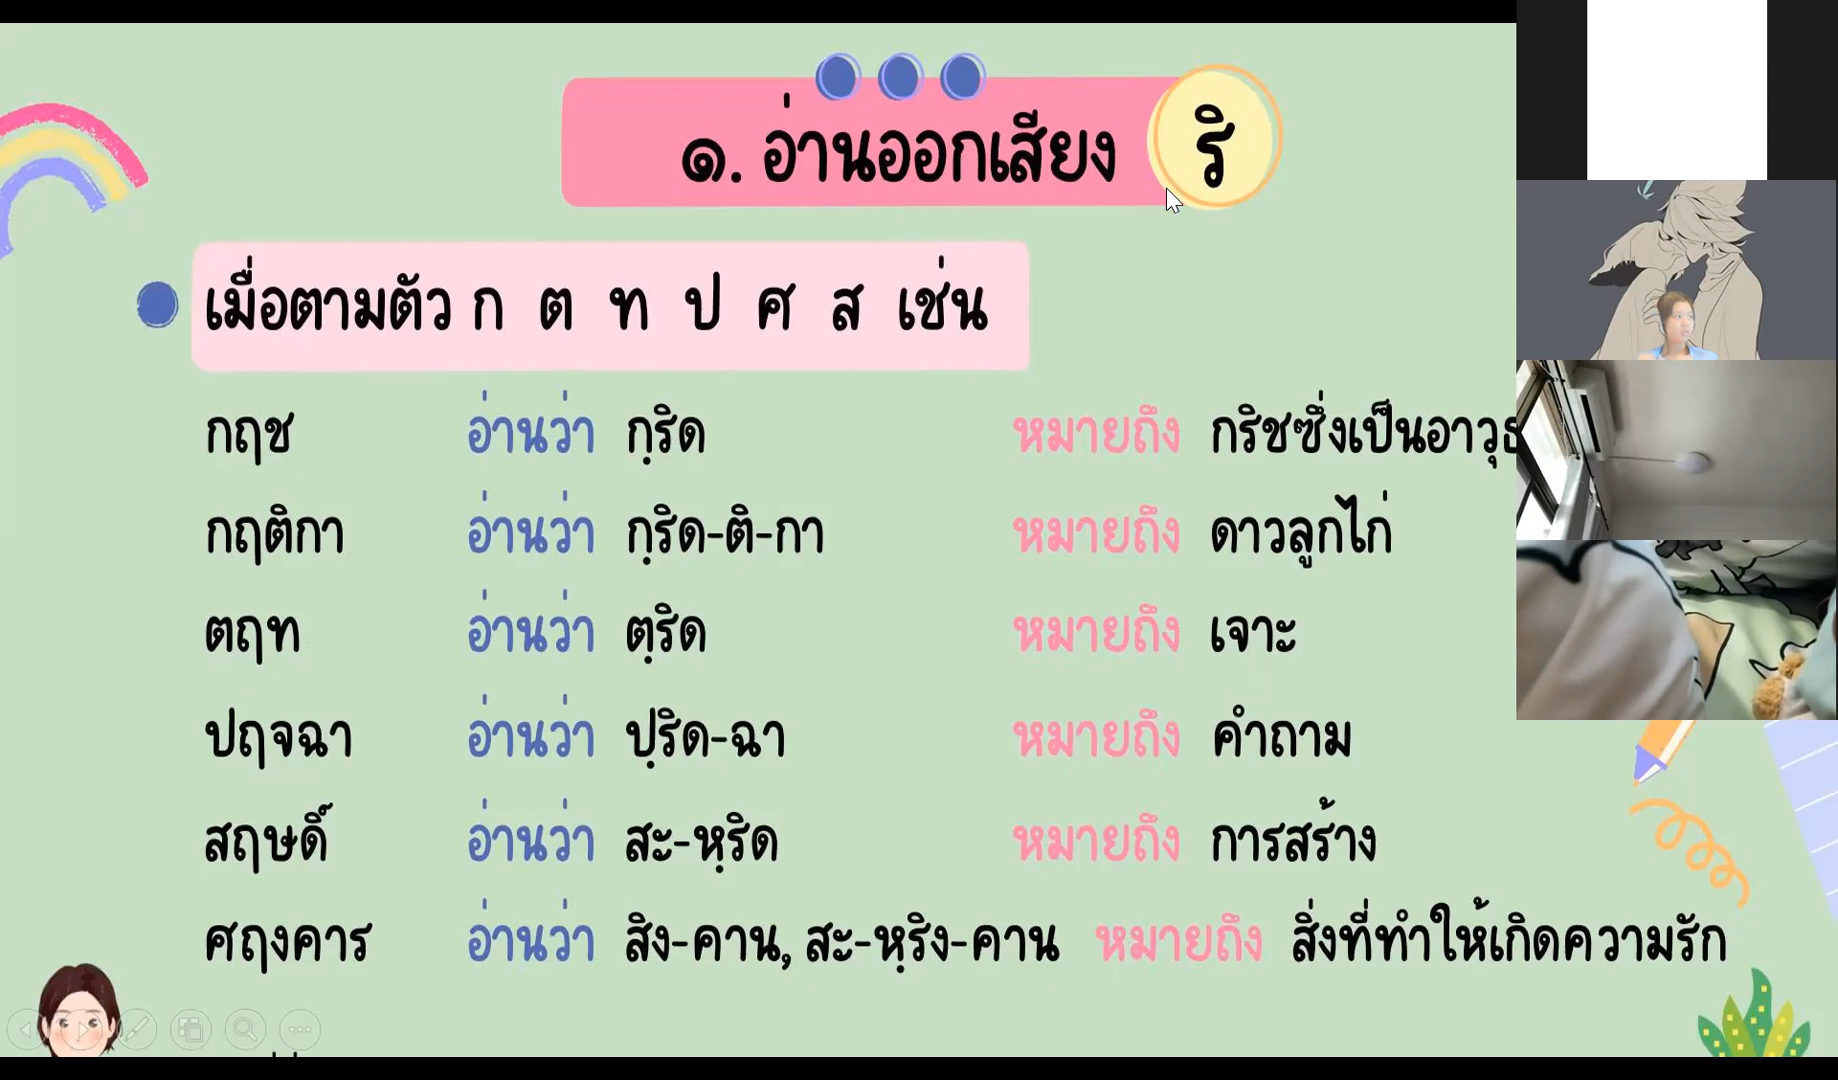 ๑. อ่านออกเสียง ริ
เมื่อตามตัว ก ต ท ป ศ ส เช่น
กฤช อ่านว่า กฺริด หมายถึง กริชซึ่งเป็นอาวุธ
กฤติกา อ่านว่า กฺริด-ติ-กา หมายถึง ดาวลูกไก่
ตฤท อ่านว่า ตฺริด หมายถึง เจาะ
ปฤจฉา อ่านว่า ปฺริด-ฉา หมายถึง คำถาม
สฤษดิ์ อ่านว่า สะ-หฺริด หมายถึง การสร้าง
ศฤงคาร อ่านว่า สิง-คาน, สะ-หฺริง-คาน หมายถึง สิ่งที่ทำให้เกิดความรัก